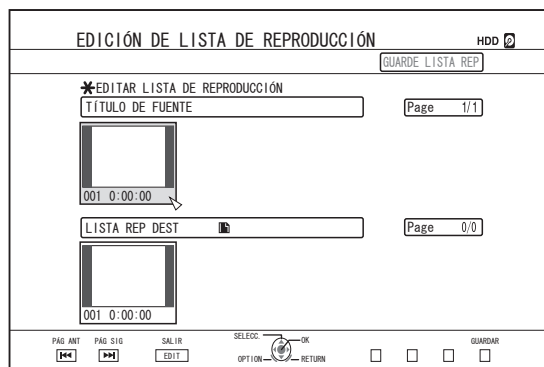 EDICIÓN DE LISTA DE REPRODUCCIÓN HDD
GUARDE LISTA REP
*EDITAR LISTA DE REPRODUCCIÓN
TÍTULO DE FUENTE Page 1/1
001 0:00:00
LISTA REP DEST Page 0/0
001 0:00:00
PÁG ANT PÁG SIG SALIR SELECC. OK GUARDAR
EDIT OPTION RETURN